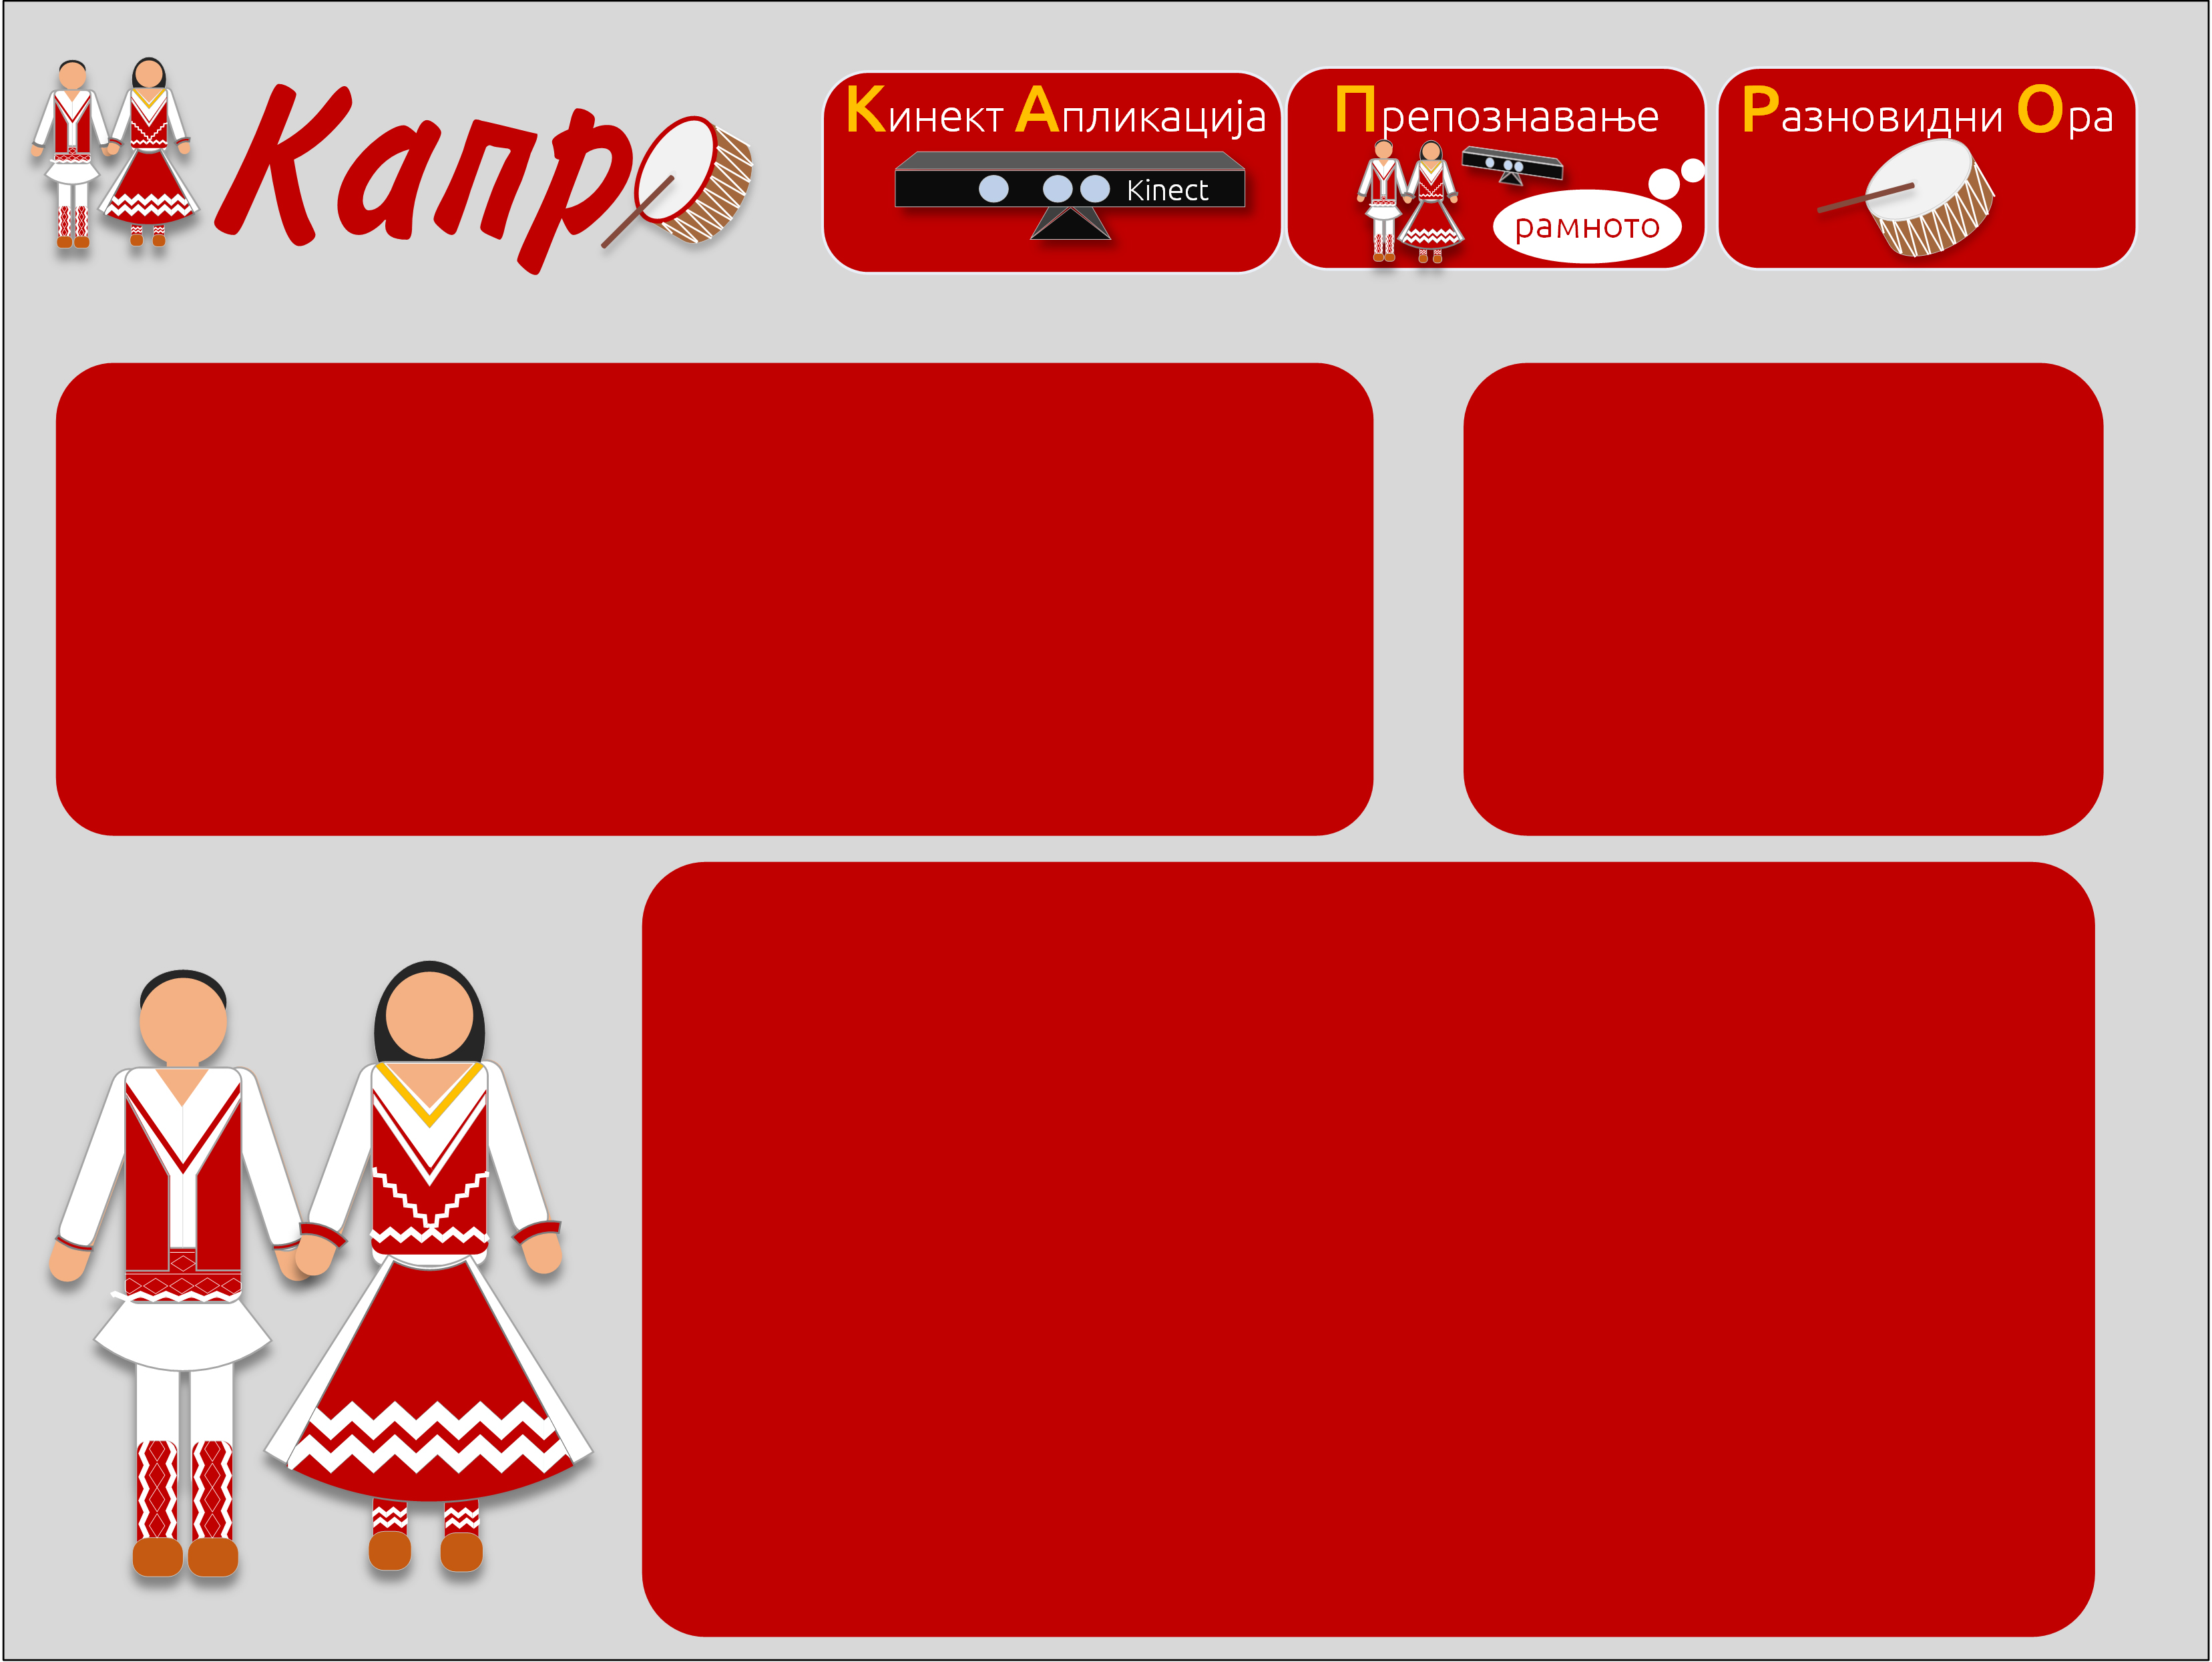 Капро
Кинект Апликација
Kinect
Препознавање
рамното
Разновидни Ора